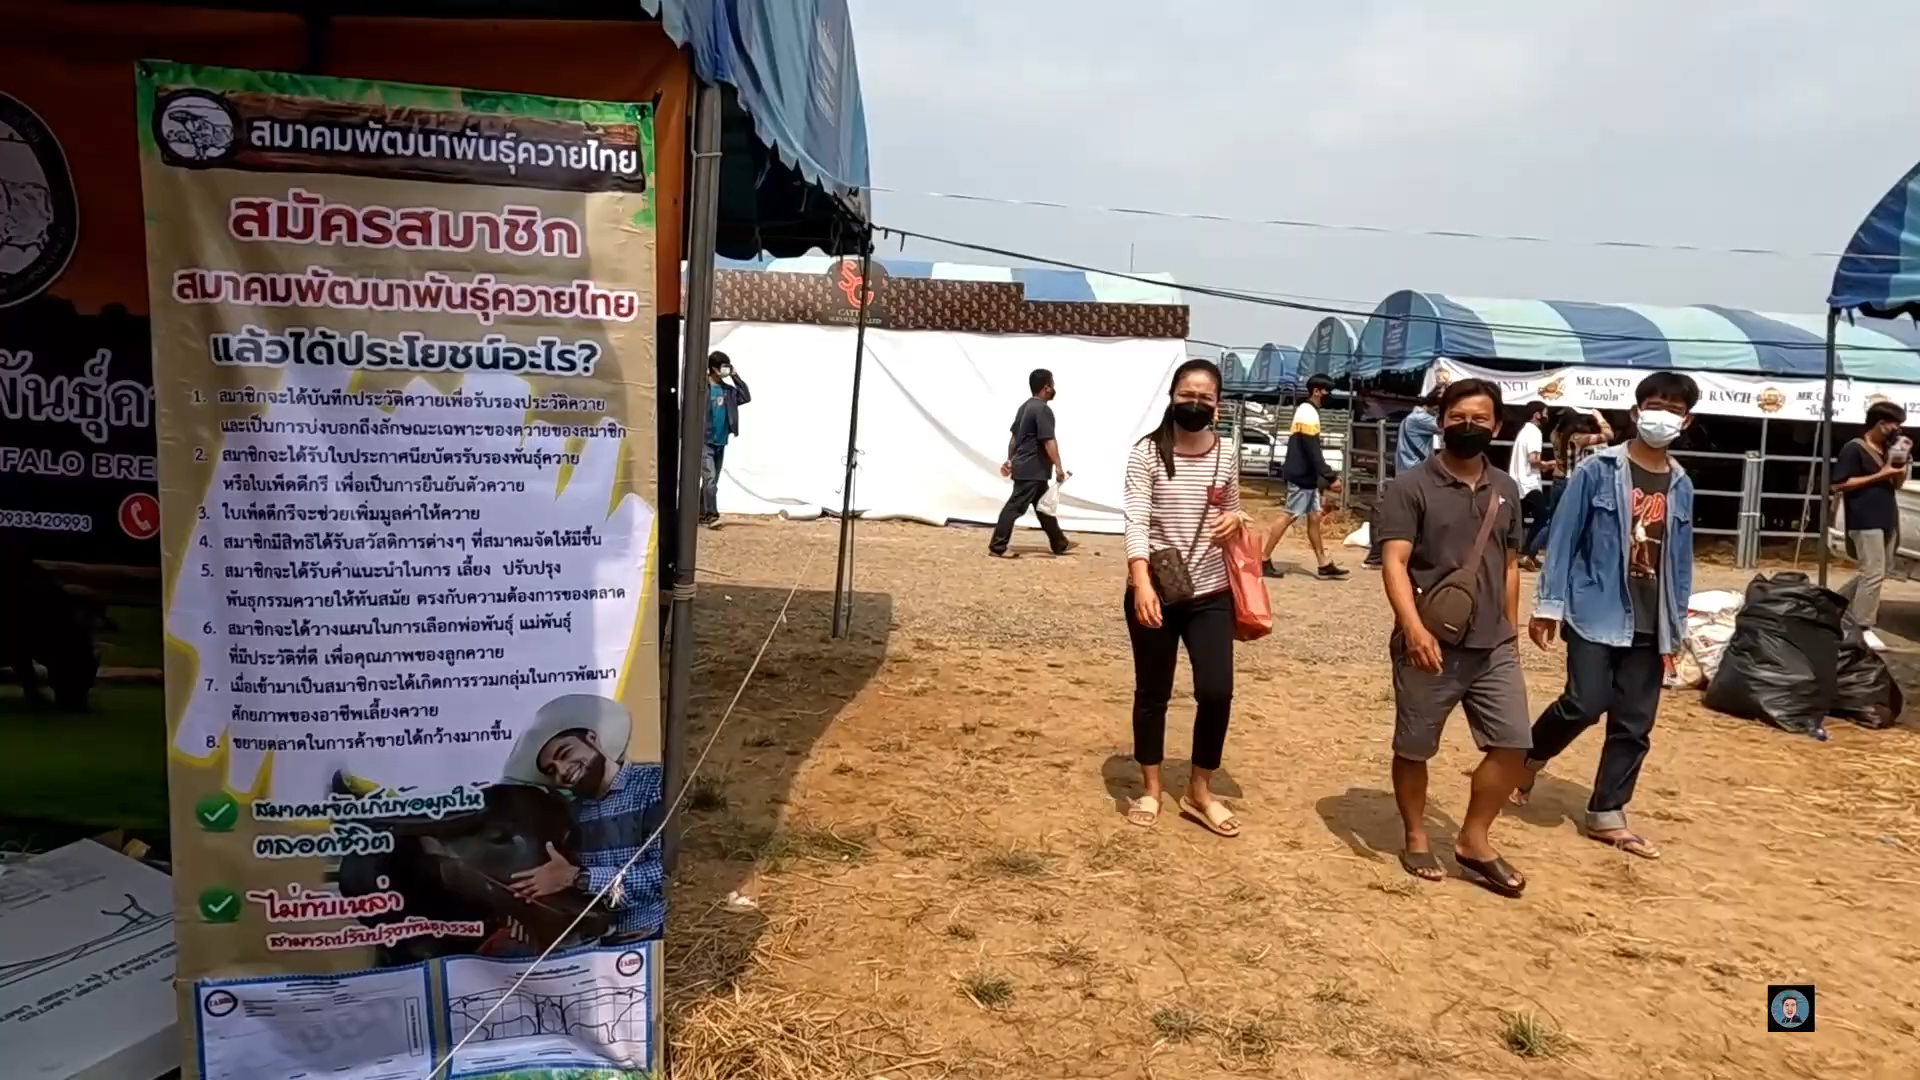 สมาคมพัฒนาพันธุ์ควายไทย
สมัครสมาชิก
สมาคมพัฒนาพันธุ์ควายไทย
แล้วได้ประโยชน์อะไร?
1. สมาชิกจะได้บันทึกประวัติควายเพื่อรับรองประวัติควาย
และเป็นการบ่งบอกถึงลักษณะเฉพาะของควายของสมาชิก
2. สมาชิกจะได้รับใบประกาศนียบัตรรับรองพันธุ์ควาย
หรือใบเพ็ดดีกรี เพื่อเป็นการยืนยันตัวควาย
3. ใบเพ็ดดีกรีจะช่วยเพิ่มมูลค่าให้ควาย
4. สมาชิกมีสิทธิได้รับสวัสดิการต่างๆ ที่สมาคมจัดให้มีขึ้น
5. สมาชิกจะได้รับคำแนะนำในการ เลี้ยง ปรับปรุง
พันธุกรรมควายให้ทันสมัย ตรงกับความต้องการของตลาด
6. สมาชิกจะได้วางแผนในการเลือกพ่อพันธุ์ แม่พันธุ์
ที่มีประวัติที่ดี เพื่อคุณภาพของลูกควาย
7. เมื่อเข้ามาเป็นสมาชิกจะได้เกิดการรวมกลุ่มในการพัฒนา
ศักยภาพของอาชีพเลี้ยงควาย
8. ขยายตลาดในการค้าขายได้กว้างมากขึ้น
สมาคมจัดเก็บข้อมูลให้
ตลอดชีวิต
ไม่ทับเหล่า
สามารถปรับปรุงพันธุกรรม
พันธุ์ค
FALO BRE
0933420993
SC
CATTLE
MR. CANTO
"ก็องโต"
RANCH
MR. CANTO